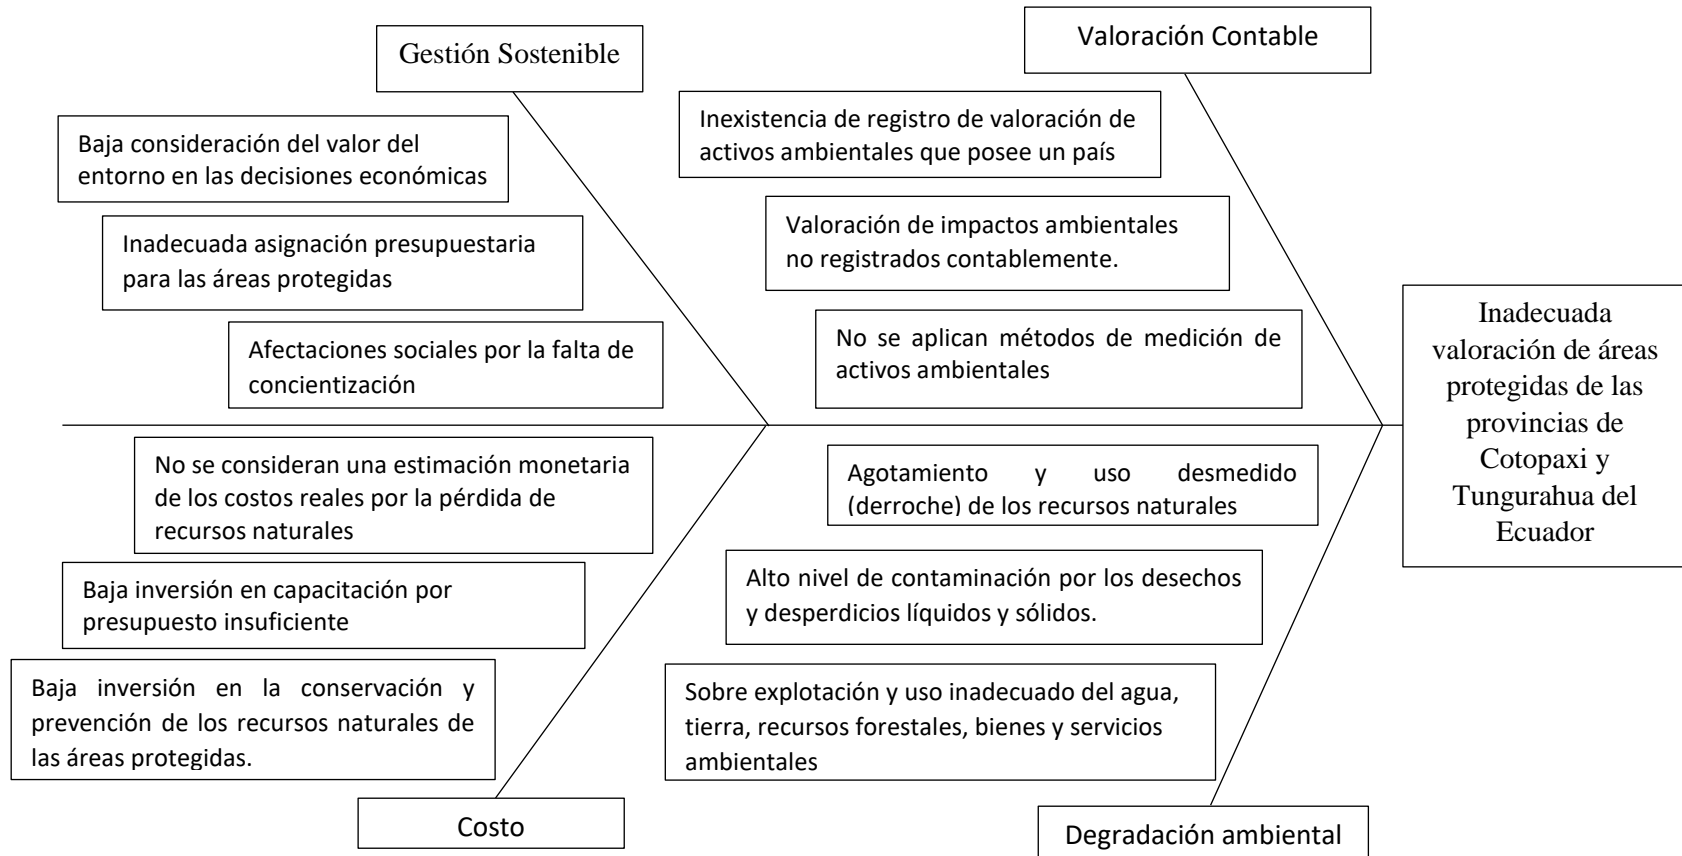 Gestión Sostenible
Valoración Contable
Baja consideración del valor del
entorno en las decisiones económicas
Inadecuada asignación presupuestaria
para las áreas protegidas
Afectaciones sociales por la falta de
concientización
Inexistencia de registro de valoración de
activos ambientales que posee un país
Valoración de impactos ambientales
no registrados contablemente.
No se aplican métodos de medición de
activos ambientales
Inadecuada
valoración de áreas
protegidas de las
provincias de
Cotopaxi y
Tungurahua del
Ecuador
No se consideran una estimación monetaria
de los costos reales por la pérdida de
recursos naturales
Baja inversión en capacitación por
presupuesto insuficiente
Baja inversión en la conservación y
prevención de los recursos naturales de
las áreas protegidas.
Agotamiento y uso desmedido
(derroche) de los recursos naturales
Alto nivel de contaminación por los desechos
y desperdicios líquidos y sólidos.
Sobre explotación y uso inadecuado del agua,
tierra, recursos forestales, bienes y servicios
ambientales
Costo
Degradación ambiental